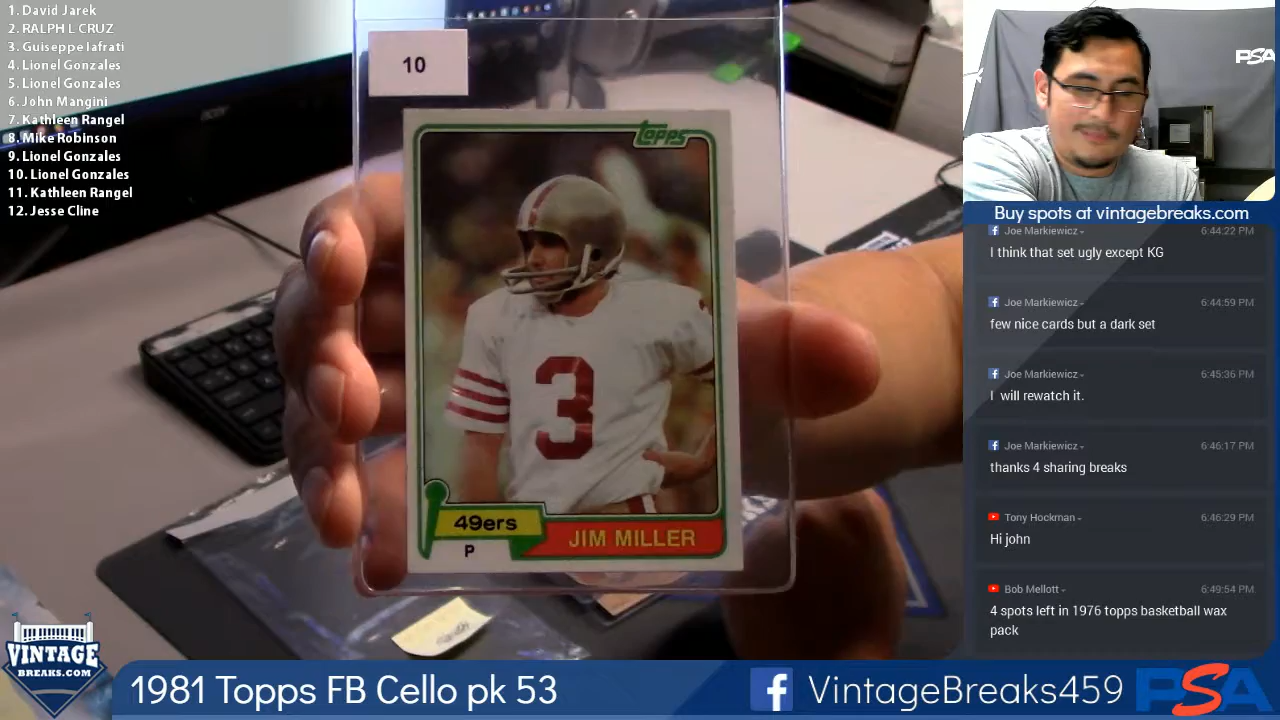 1. David Jarek
2. RALPH L CRUZ
3. Guiseppe Iafrati
4. Lionel Gonzales
5. Lionel Gonzales
6. John Mangini
7. Kathleen Rangel
8. Mike Robinson
9. Lionel Gonzales
10. Lionel Gonzales
11. Kathleen Rangel
12. Jesse Cline
acer
10
topps
3
49ers
P
JIM MILLER
PSA
Buy spots at vintagebreaks.com
Joe Markiewicz 6:44:22 PM
I think that set ugly except KG
Joe Markiewicz 6:44:59 PM
few nice cards but a dark set
Joe Markiewicz 6:45:36 PM
I will rewatch it.
Joe Markiewicz 6:46:17 PM
thanks 4 sharing breaks
Tony Hockman 6:46:29 PM
Hi john
Bob Mellott 6:49:54 PM
4 spots left in 1976 topps basketball wax
pack
VINTAGE
BREAKS.COM
1981 Topps FB Cello pk 53
f VintageBreaks459
PSA